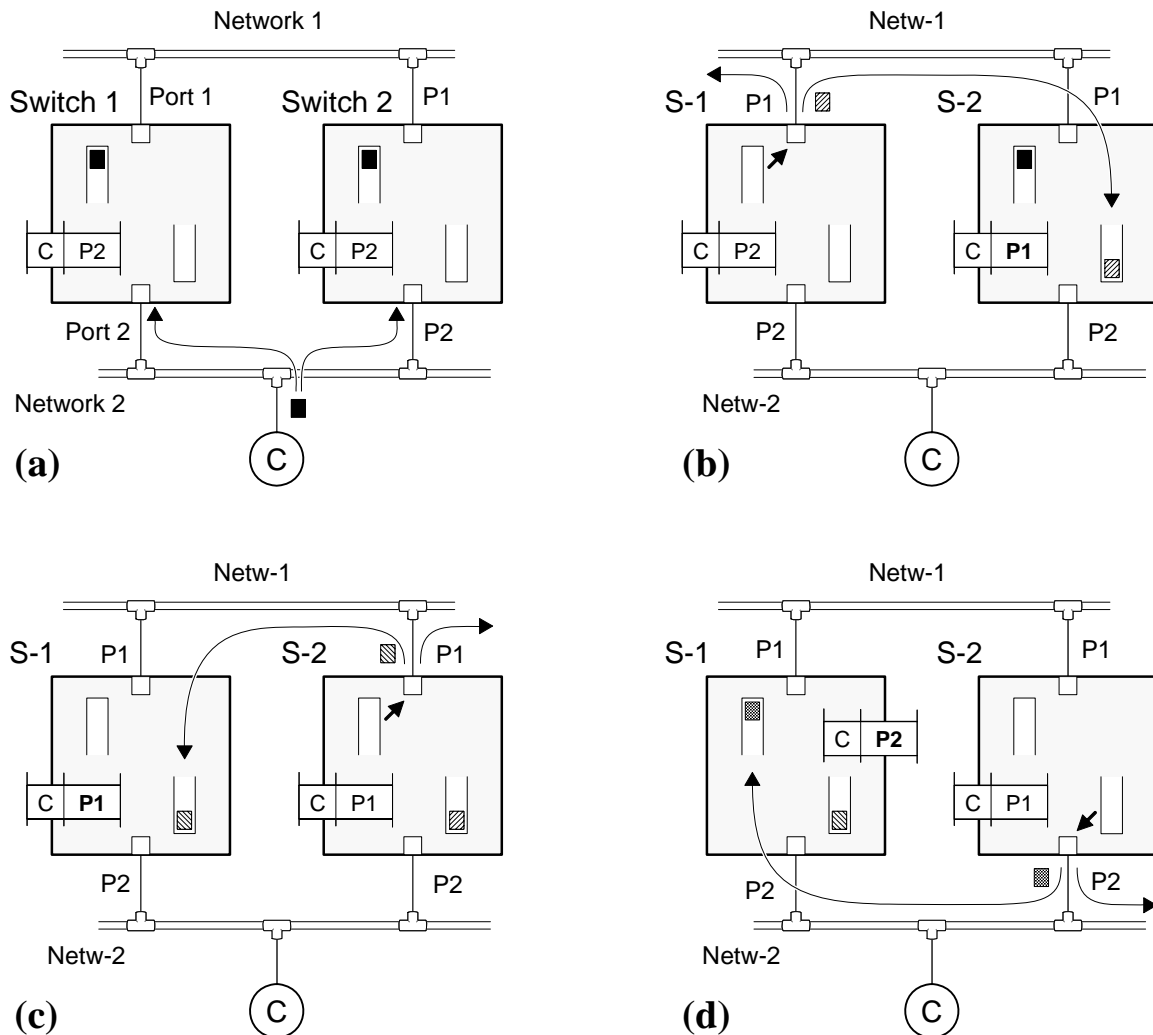 Network 1
Switch 1 Port 1 Switch 2 P1
C P2 C P2
Port 2 P2
Network 2
C
(a)
Netw-1
S-1 P1 S-2 P1
C P2 C P1
P2 P2
Netw-2
C
(b)
Netw-1
S-1 P1 S-2 P1
C P1 C P1
P2 P2
Netw-2
C
(c)
Netw-1
S-1 P1 S-2 P1
C P2
C P1
P2 P2
Netw-2
C
(d)